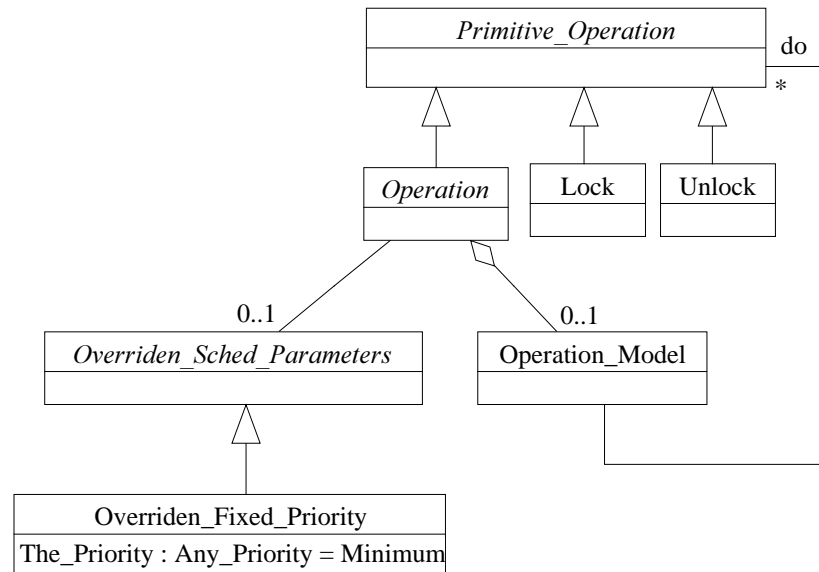 Primitive_Operation
do
*
Operation
Lock
Unlock
0..1
0..1
Overriden_Sched_Parameters
Operation_Model
Overriden_Fixed_Priority
The_Priority : Any_Priority = Minimum